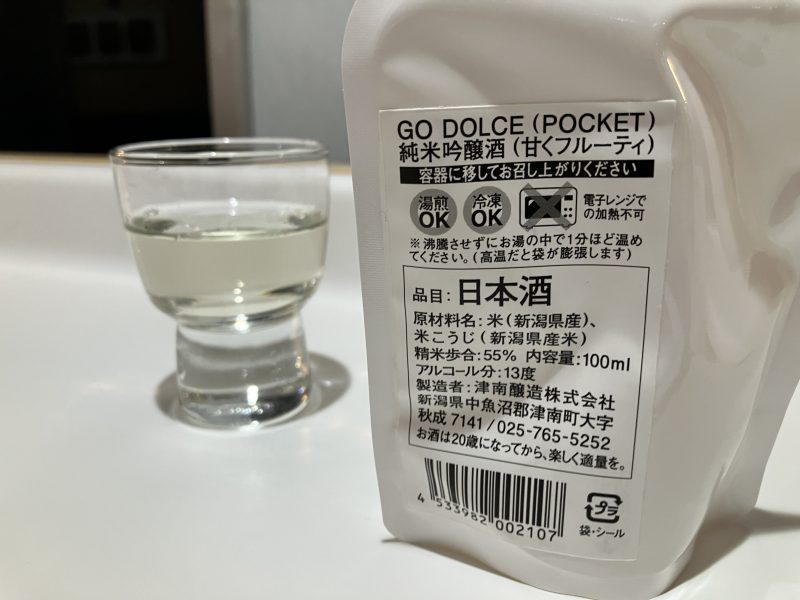 GO DOLCE (POCKET)
純米吟醸酒(甘くフルーティ)
容器に移してお召し上がりください
湯煎OK 冷凍OK 電子レンジでの加熱不可
※沸騰させずにお湯の中で1分ほど温め
てください。(高温だと袋が膨張します)
品目:日本酒
原材料名:米(新潟県産)、
米こうじ(新潟県産米)
精米歩合:55% 内容量:100ml
アルコール分:13度
製造者:津南醸造株式会社
新潟県中魚沼郡津南町大字
秋成7141/025-765-5252
お酒は20歳になってから、楽しく適量を。
4 533982 002107
プラ
袋・シール